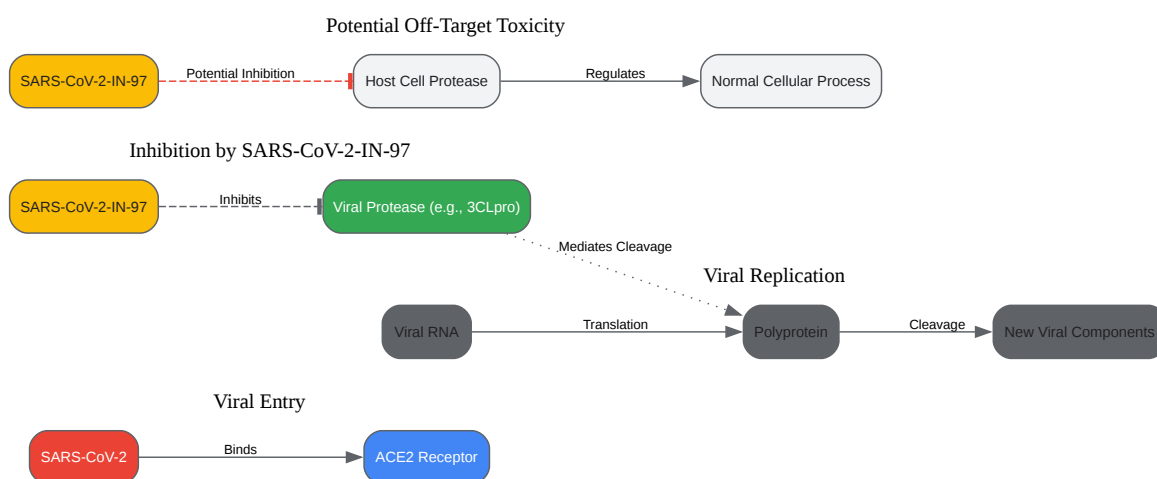 Potential Off-Target Toxicity
SARS-CoV-2-IN-97
Potential Inhibition
Host Cell Protease
Regulates
Normal Cellular Process
Inhibition by SARS-CoV-2-IN-97
SARS-CoV-2-IN-97
Inhibits
Viral Protease (e.g., 3CLpro)
Mediates Cleavage
Viral Replication
Viral RNA
Translation
Polyprotein
Cleavage
New Viral Components
Viral Entry
SARS-CoV-2
Binds
ACE2 Receptor